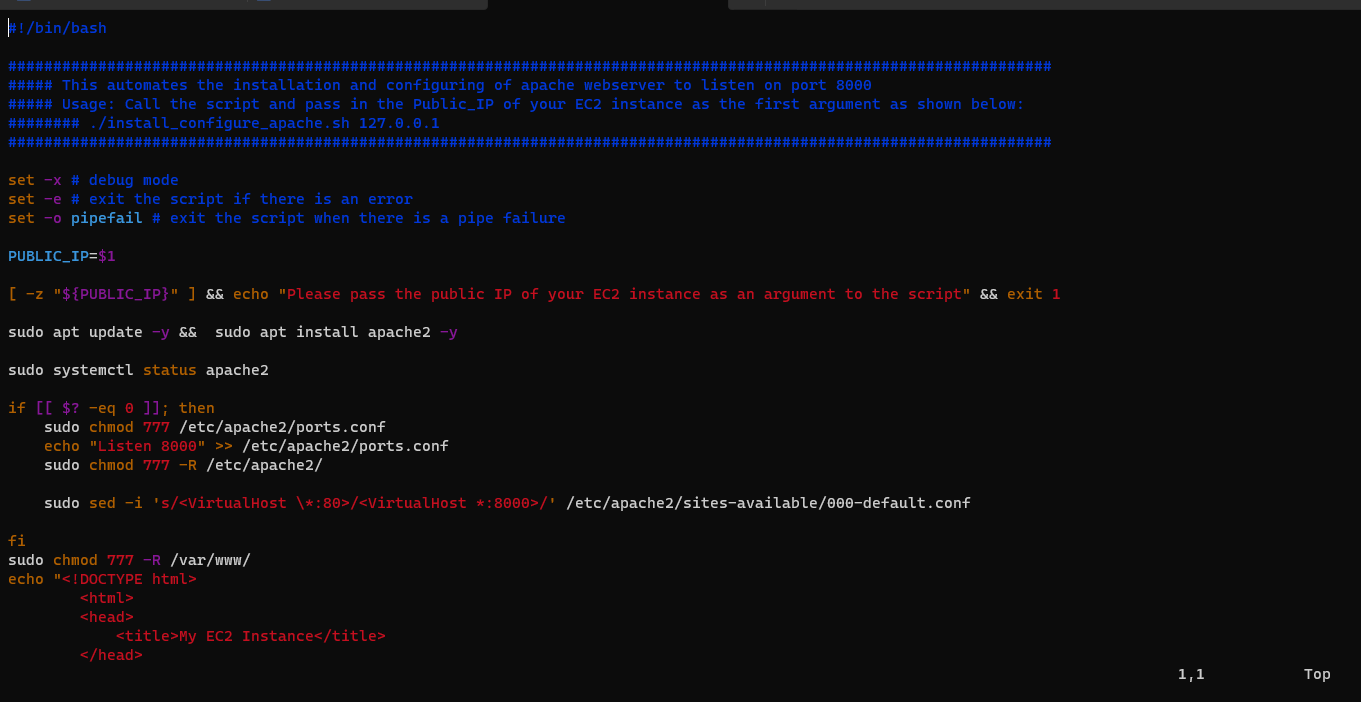 #!/bin/bash
####################################################################################################################
##### This automates the installation and configuring of apache webserver to listen on port 8000
##### Usage: Call the script and pass in the Public_IP of your EC2 instance as the first argument as shown below:
######## ./install_configure_apache.sh 127.0.0.1
####################################################################################################################
set -x # debug mode
set -e # exit the script if there is an error
set -o pipefail # exit the script when there is a pipe failure
PUBLIC_IP=$1
[ -z "${PUBLIC_IP}" ] && echo "Please pass the public IP of your EC2 instance as an argument to the script" && exit 1
sudo apt update -y &&  sudo apt install apache2 -y
sudo systemctl status apache2
if [[ $? -eq 0 ]]; then
    sudo chmod 777 /etc/apache2/ports.conf
    echo "Listen 8000" >> /etc/apache2/ports.conf
    sudo chmod 777 -R /etc/apache2/
    sudo sed -i 's/<VirtualHost \*:80>/<VirtualHost *:8000>/' /etc/apache2/sites-available/000-default.conf
fi
sudo chmod 777 -R /var/www/
echo "<!DOCTYPE html>
        <html>
        <head>
            <title>My EC2 Instance</title>
        </head>
1,1 Top